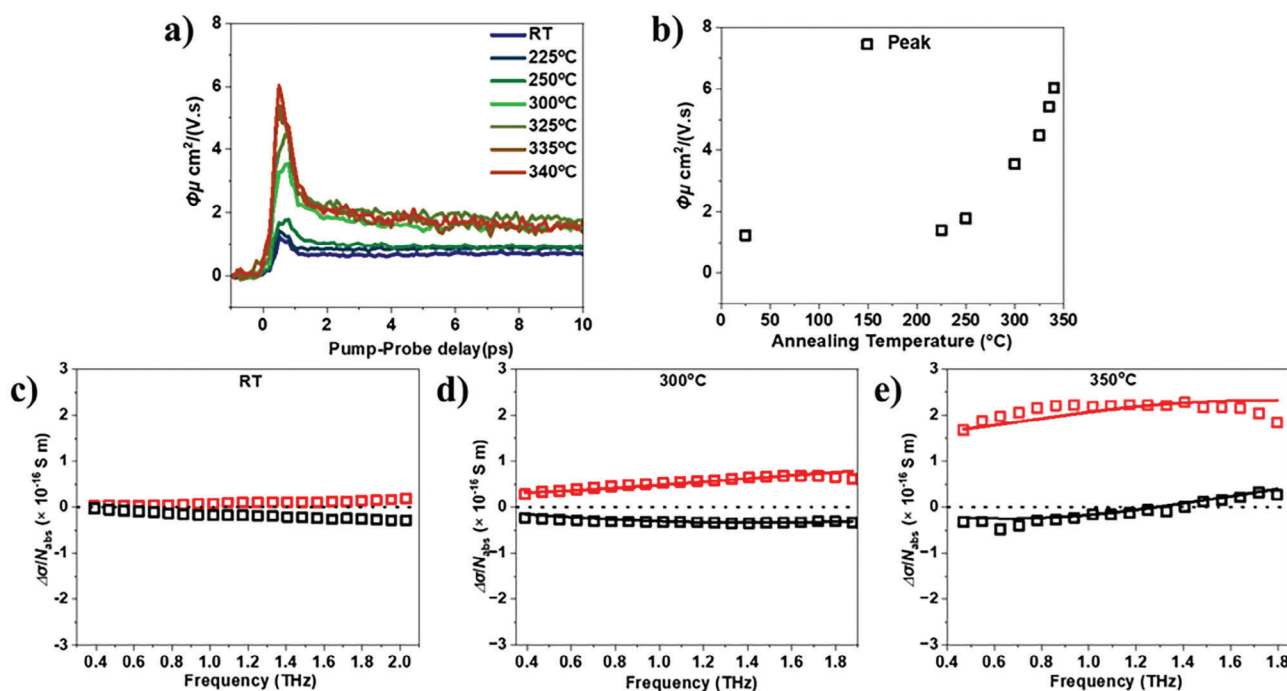 a)
8
6
4
2
0
Φμ cm²/(V.s)
RT
225ºC
250ºC
300ºC
325ºC
335ºC
340ºC
0 2 4 6 8 10
Pump-Probe delay(ps)
b)
8
6
4
2
0
Φμ cm²/(V.s)
Peak
0 50 100 150 200 250 300 350
Annealing Temperature (ºC)
c)
RT
3
2
1
0
-1
-2
-3
Δσ/Nabs (× 10⁻¹⁶ S m)
0.4 0.6 0.8 1.0 1.2 1.4 1.6 1.8 2.0
Frequency (THz)
d)
300ºC
3
2
1
0
-1
-2
-3
Δσ/Nabs (× 10⁻¹⁶ S m)
0.4 0.6 0.8 1.0 1.2 1.4 1.6 1.8
Frequency (THz)
e)
350ºC
3
2
1
0
-1
-2
-3
Δσ/Nabs (× 10⁻¹⁶ S m)
0.4 0.6 0.8 1.0 1.2 1.4 1.6 1.8
Frequency (THz)